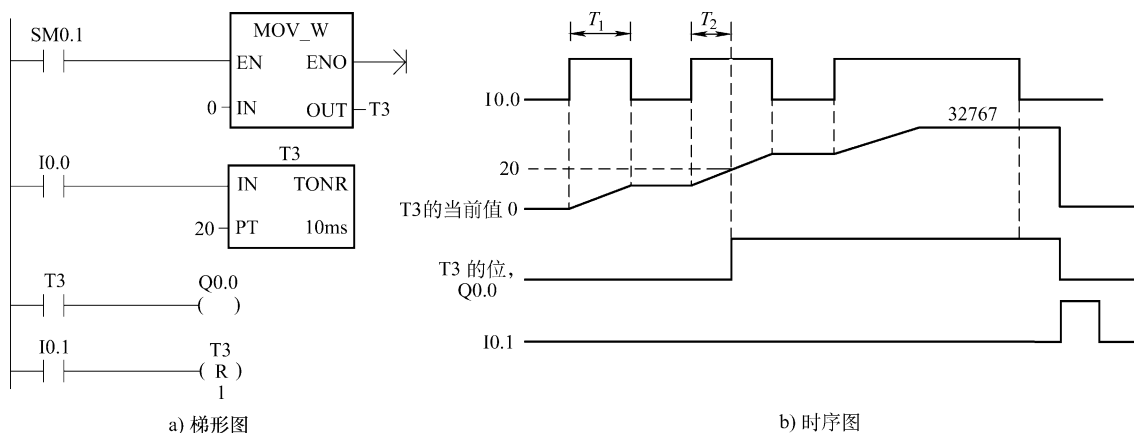 SM0.1
MOV_W
EN ENO
0 IN OUT T3
I0.0
T3
IN TONR
20 PT 10ms
T3
Q0.0
I0.1
T3
R
1
a) 梯形图
T1
T2
I0.0
32767
20
T3的当前值 0
T3 的位,
Q0.0
I0.1
b) 时序图